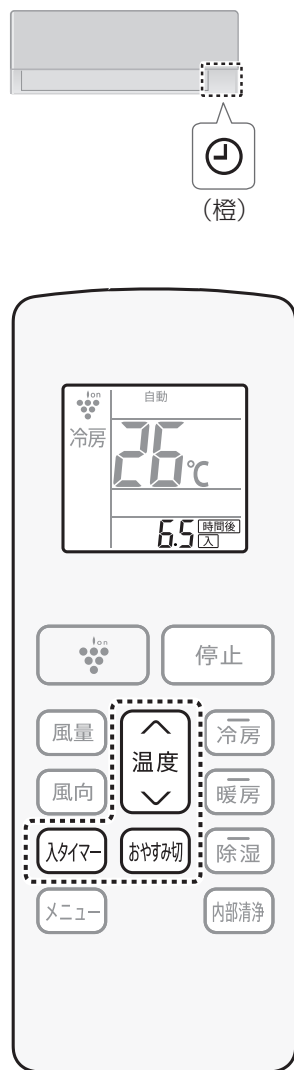 (橙)
ion
自動
冷房
26℃
6.5 時間後
入
ion
停止
風量
温度
冷房
風向
暖房
入タイマー
おやすみ切
除湿
メニュー
内部清浄